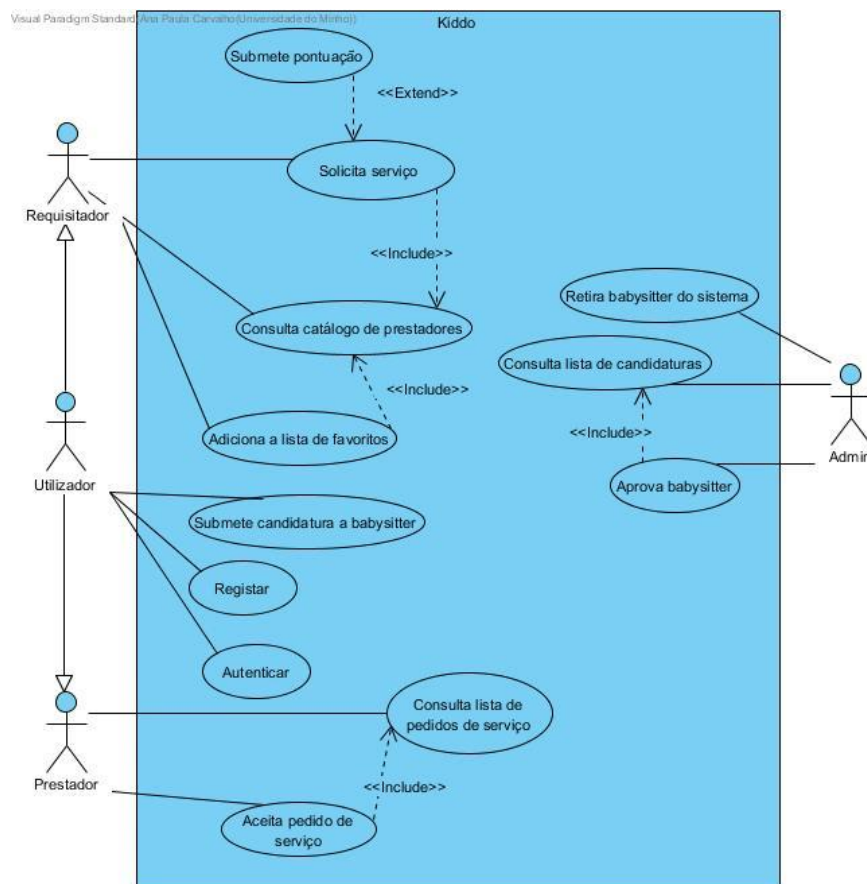 Visual Paradigm Standard(Ana Paula Carvalho(Universidade do Minho))
Kiddo
Submete pontuação
<<Extend>>
Solicita serviço
Requisitador
<<Include>>
Retira babysitter do sistema
Consulta catálogo de prestadores
Consulta lista de candidaturas
<<Include>>
Adiciona a lista de favoritos
<<Include>>
Admin
Utilizador
Aprova babysitter
Submete candidatura a babysitter
Registar
Autenticar
Consulta lista de
pedidos de serviço
Prestador
<<Include>>
Aceita pedido de
serviço